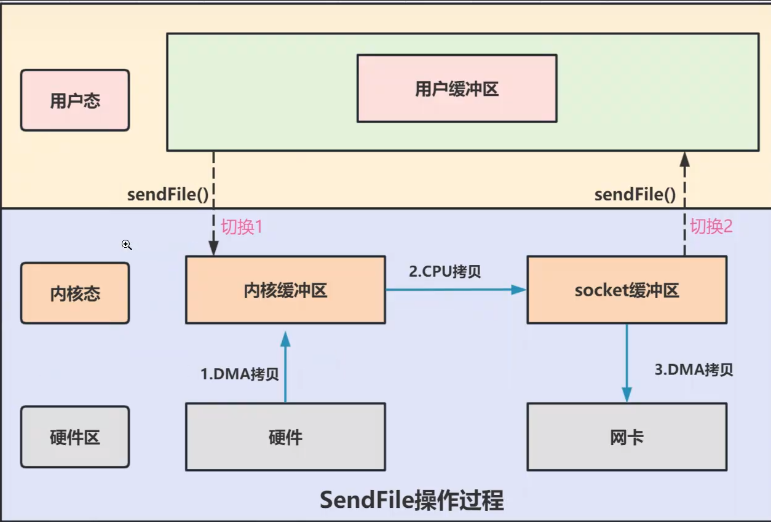 用户态
用户缓冲区
sendFile()
sendFile()
切换1
切换2
内核态
内核缓冲区
2.CPU拷贝
socket缓冲区
1.DMA拷贝
3.DMA拷贝
硬件区
硬件
网卡
SendFile操作过程